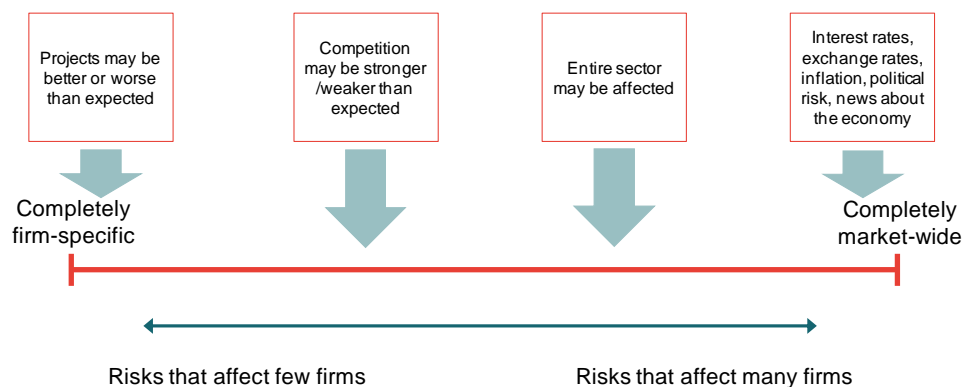 Projects may be
better or worse
than expected
Competition
may be stronger
/weaker than
expected
Entire sector
may be affected
Interest rates,
exchange rates,
inflation, political
risk, news about
the economy
Completely
firm-specific
Completely
market-wide
Risks that affect few firms
Risks that affect many firms